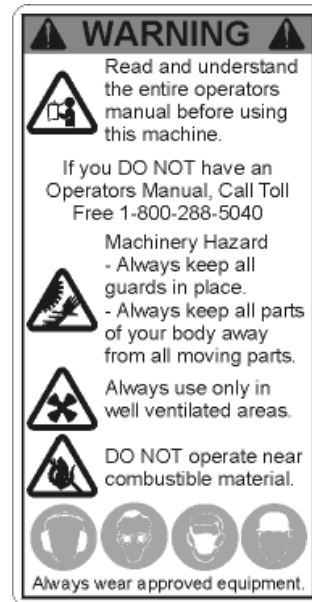 WARNING
Read and understand
the entire operators
manual before using
this machine.
If you DO NOT have an
Operators Manual, Call Toll
Free 1-800-288-5040
Machinery Hazard
- Always keep all
guards in place.
- Always keep all parts
of your body away
from all moving parts.
Always use only in
well ventilated areas.
DO NOT operate near
combustible material.
Always wear approved equipment.